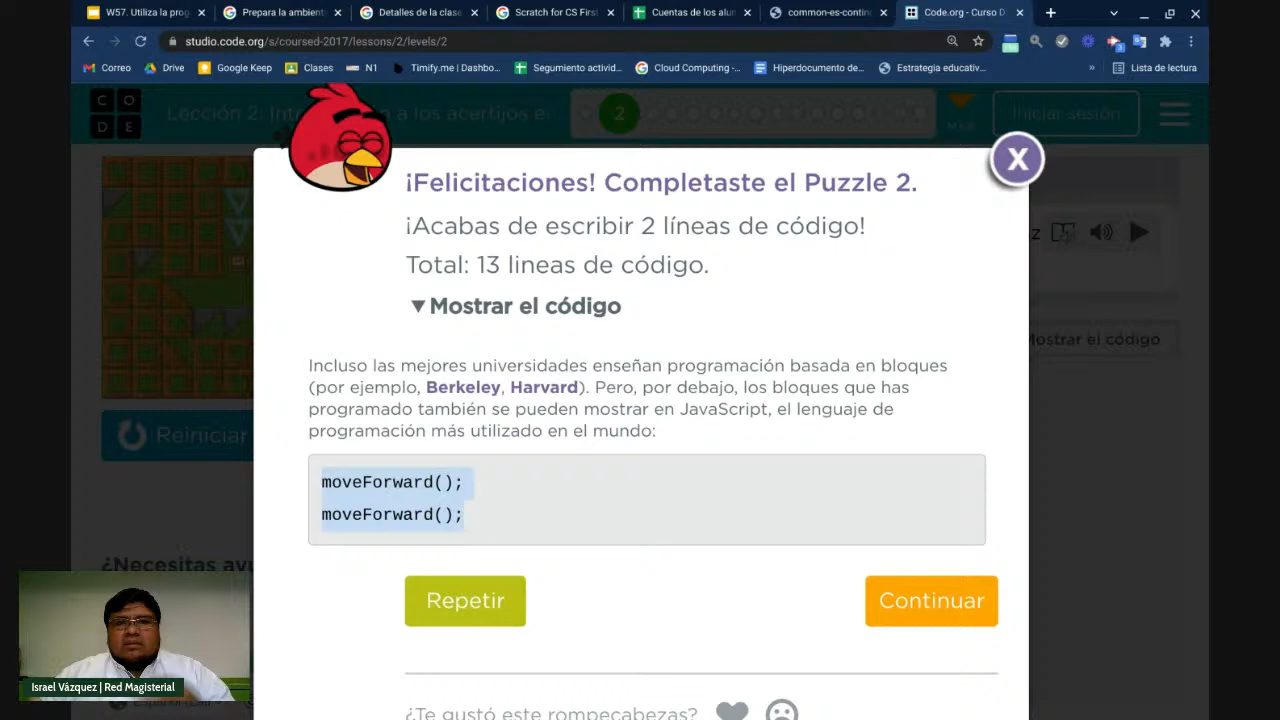 W57. Utiliza la prog
Prepara la ambient
Detalles de la clase
Scratch for CS First
Cuentas de los alum
common-es-contin
Code.org - Curso D
studio.code.org/s/coursed-2017/lessons/2/levels/2
Correo
Drive
Google Keep
Clases
N1
Timify.me | Dashbo...
Segumiento activid...
Cloud Computing -...
Hiperdocumento de...
Estrategia educativ...
»
Lista de lectura
C O
D E
Lección 2: Int
a los acertijos en
2
MÁS
Iniciar sesión
X
¡Felicitaciones! Completaste el Puzzle 2.
¡Acabas de escribir 2 líneas de código!
Total: 13 lineas de código.
▼Mostrar el código
z
Mostrar el código
Incluso las mejores universidades enseñan programación basada en bloques
(por ejemplo, Berkeley, Harvard). Pero, por debajo, los bloques que has
programado también se pueden mostrar en JavaScript, el lenguaje de
programación más utilizado en el mundo:
Reiniciar
moveForward();
moveForward();
¿Necesitas ayu
Repetir
Continuar
Israel Vázquez | Red Magisterial
¿Te gustó este rompecabezas?